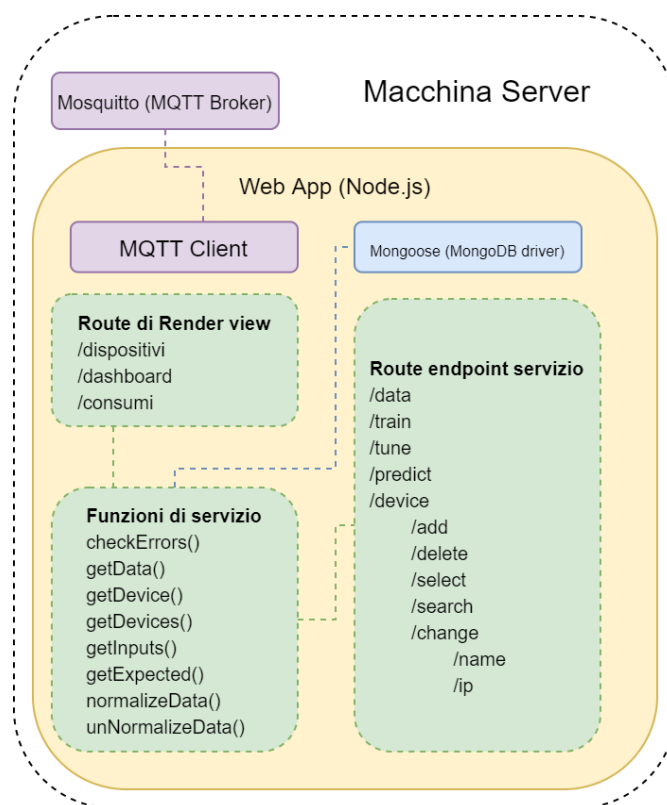 Macchina Server
Mosquitto (MQTT Broker)
Web App (Node.js)
MQTT Client
Mongoose (MongoDB driver)
Route di Render view
/dispositivi
/dashboard
/consumi
Route endpoint servizio
/data
/train
/tune
/predict
/device
/add
/delete
/select
/search
/change
/name
/ip
Funzioni di servizio
checkErrors()
getData()
getDevice()
getDevices()
getInputs()
getExpected()
normalizeData()
unNormalizeData()